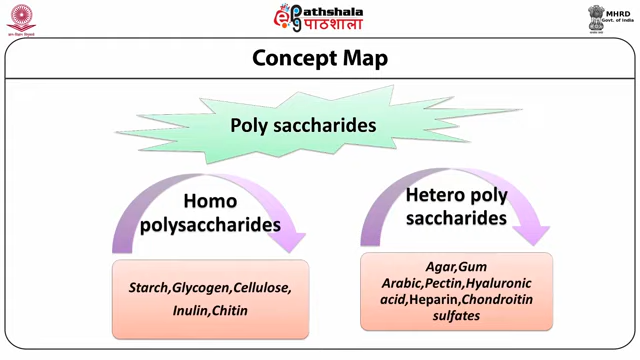 ePathshala
पाठशाला
MHRD
Govt. of India
Concept Map
Poly saccharides
Homo
polysaccharides
Hetero poly
saccharides
Starch,Glycogen,Cellulose,
Inulin,Chitin
Agar,Gum
Arabic,Pectin,Hyaluronic
acid,Heparin,Chondroitin
sulfates